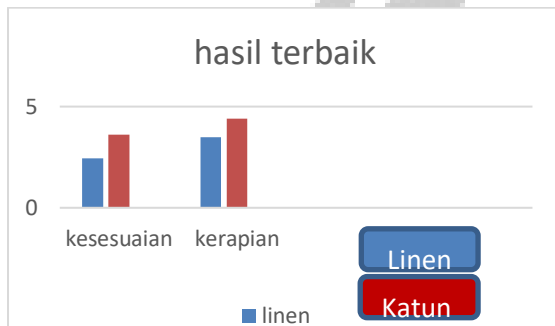 hasil terbaik
5
0
kesesuaian kerapian
Linen
Katun
linen